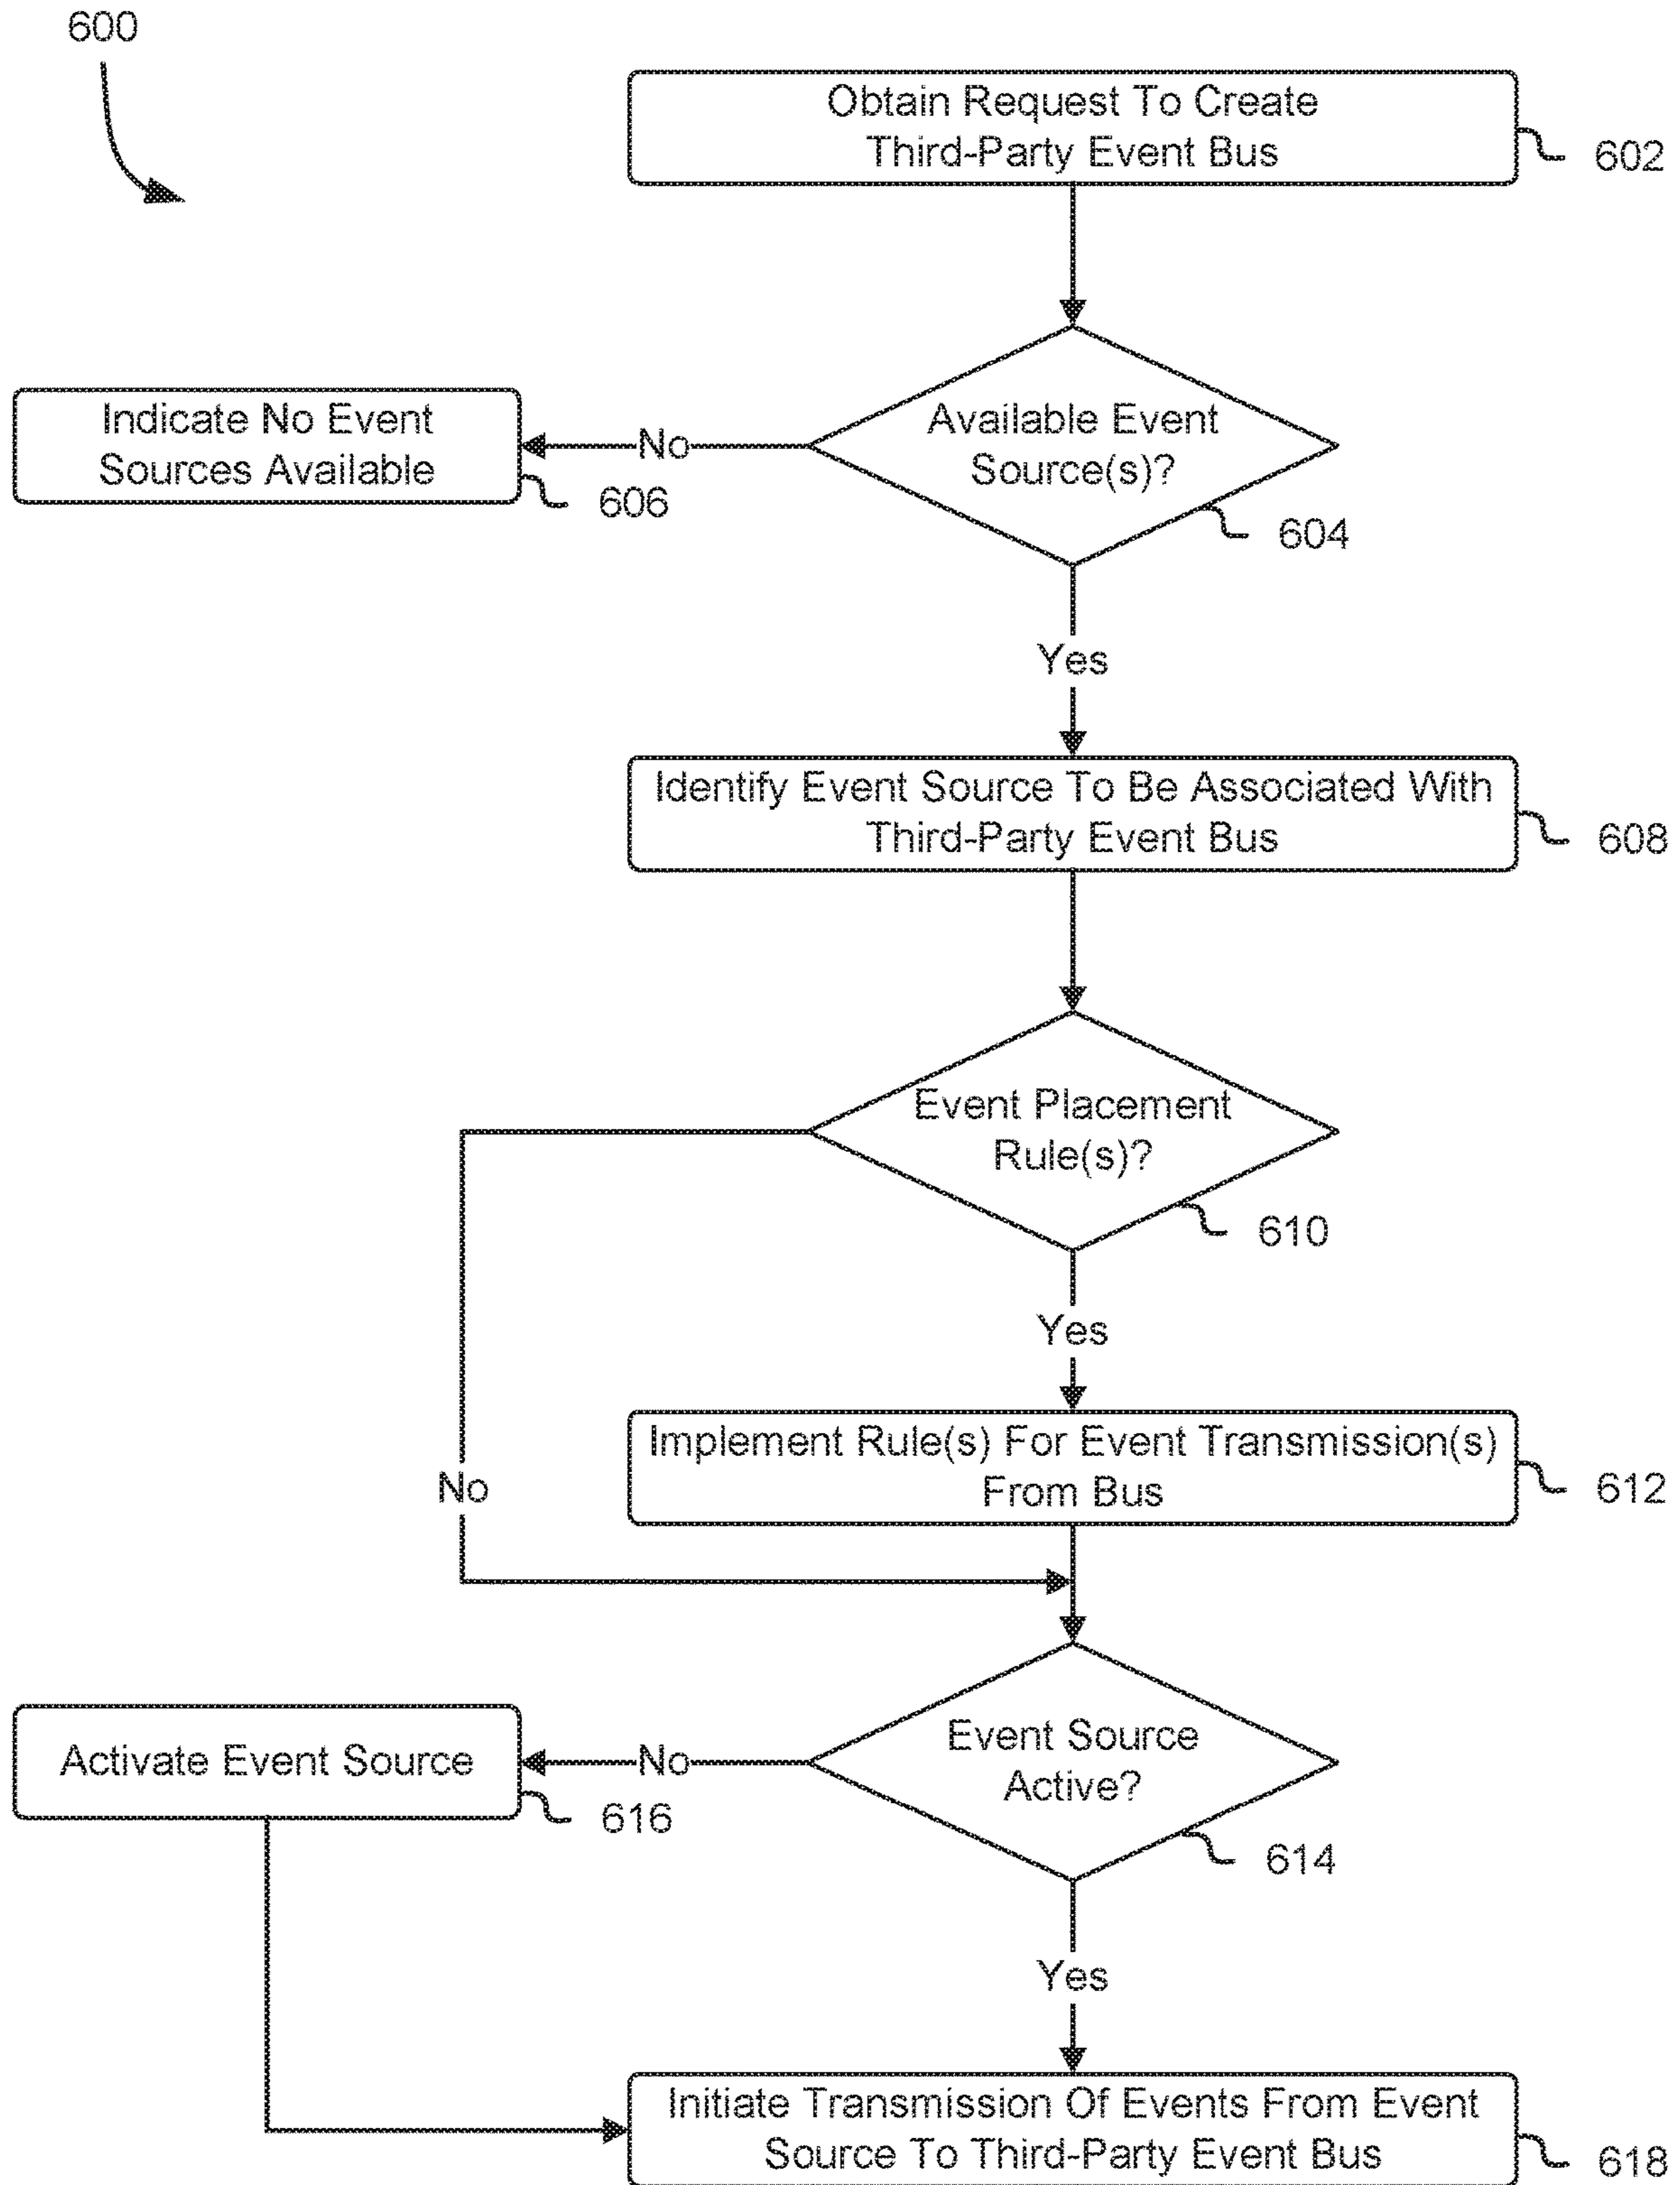 600
Obtain Request To Create
Third-Party Event Bus
602
Available Event
Source(s)?
604
No
Indicate No Event
Sources Available
606
Yes
Identify Event Source To Be Associated With
Third-Party Event Bus
608
Event Placement
Rule(s)?
610
Yes
Implement Rule(s) For Event Transmission(s)
From Bus
612
No
Event Source
Active?
614
No
Activate Event Source
616
Yes
Initiate Transmission Of Events From Event
Source To Third-Party Event Bus
618